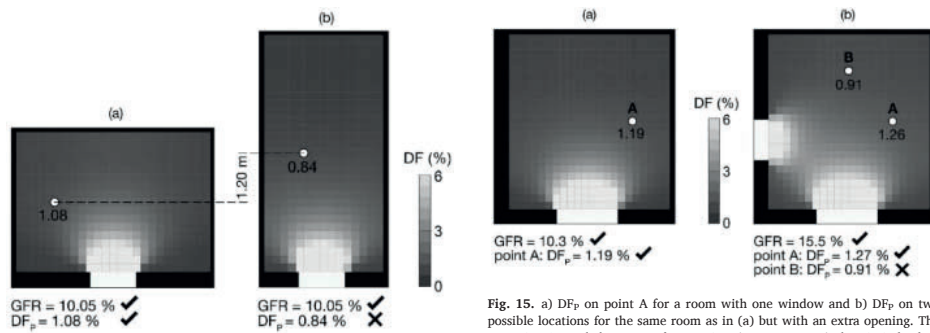 (a)
1.08
GFR = 10.05 % ✔
DFₚ = 1.08 % ✔
(b)
0.84
1.20 m
GFR = 10.05 % ✔
DFₚ = 0.84 % ✖
DF (%)
6
3
0
(a)
A
1.19
GFR = 10.3 % ✔
point A: DFₚ = 1.19 % ✔
DF (%)
6
3
0
(b)
B
0.91
A
1.26
GFR = 15.5 % ✔
point A: DFₚ = 1.27 % ✔
point B: DFₚ = 0.91 % ✖
Fig. 15. a) DFₚ on point A for a room with one window and b) DFₚ on tw
possible locations for the same room as in (a) but with an extra opening. Th